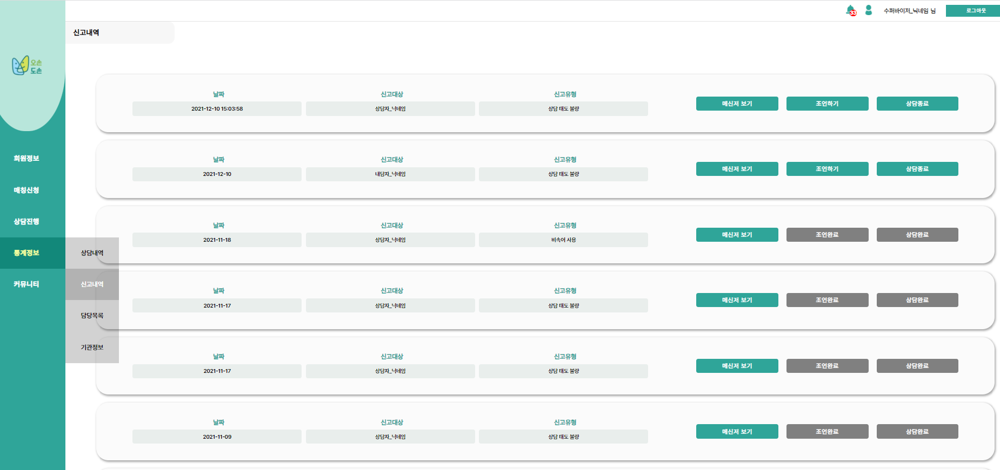 33
수퍼바이저_닉네임 님
로그아웃
신고내역
오손
도손
날짜 신고대상 신고유형
2021-12-10 15:03:58 상담자_닉네임 상담 태도 불량
메신저 보기 조언하기 상담종료
날짜 신고대상 신고유형
2021-12-10 내담자_닉네임 상담 태도 불량
메신저 보기 조언하기 상담종료
날짜 신고대상 신고유형
2021-11-18 상담자_닉네임 비속어 사용
메신저 보기 조언완료 상담완료
날짜 신고대상 신고유형
2021-11-17 상담자_닉네임 상담 태도 불량
메신저 보기 조언완료 상담완료
날짜 신고대상 신고유형
2021-11-17 상담자_닉네임 상담 태도 불량
메신저 보기 조언완료 상담완료
날짜 신고대상 신고유형
2021-11-09 상담자_닉네임 상담 태도 불량
메신저 보기 조언완료 상담완료
회원정보
매칭신청
상담진행
통계정보
커뮤니티
상담내역
신고내역
담당목록
기관정보